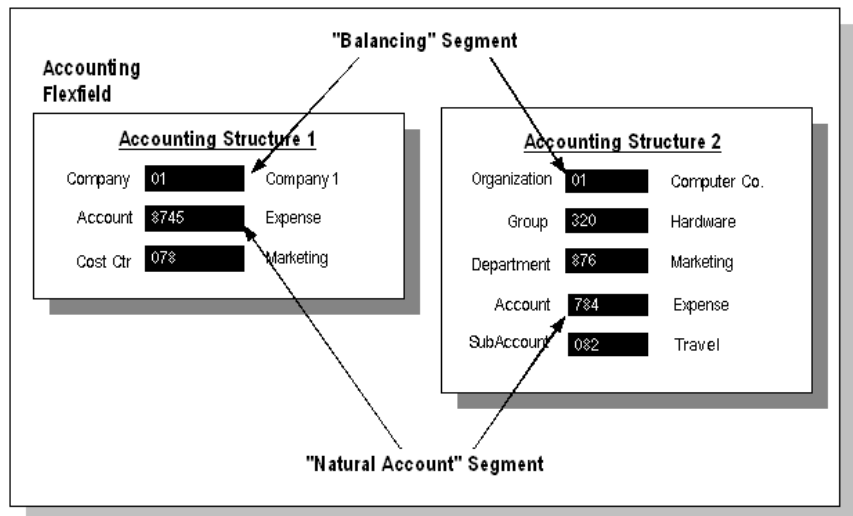 "Balancing" Segment
Accounting
Flexfield
Accounting Structure 1
Company 01 Company 1
Account 8745 Expense
Cost Ctr 078 Marketing
Accounting Structure 2
Organization 01 Computer Co.
Group 320 Hardware
Department 876 Marketing
Account 784 Expense
SubAccount 082 Travel
"Natural Account" Segment